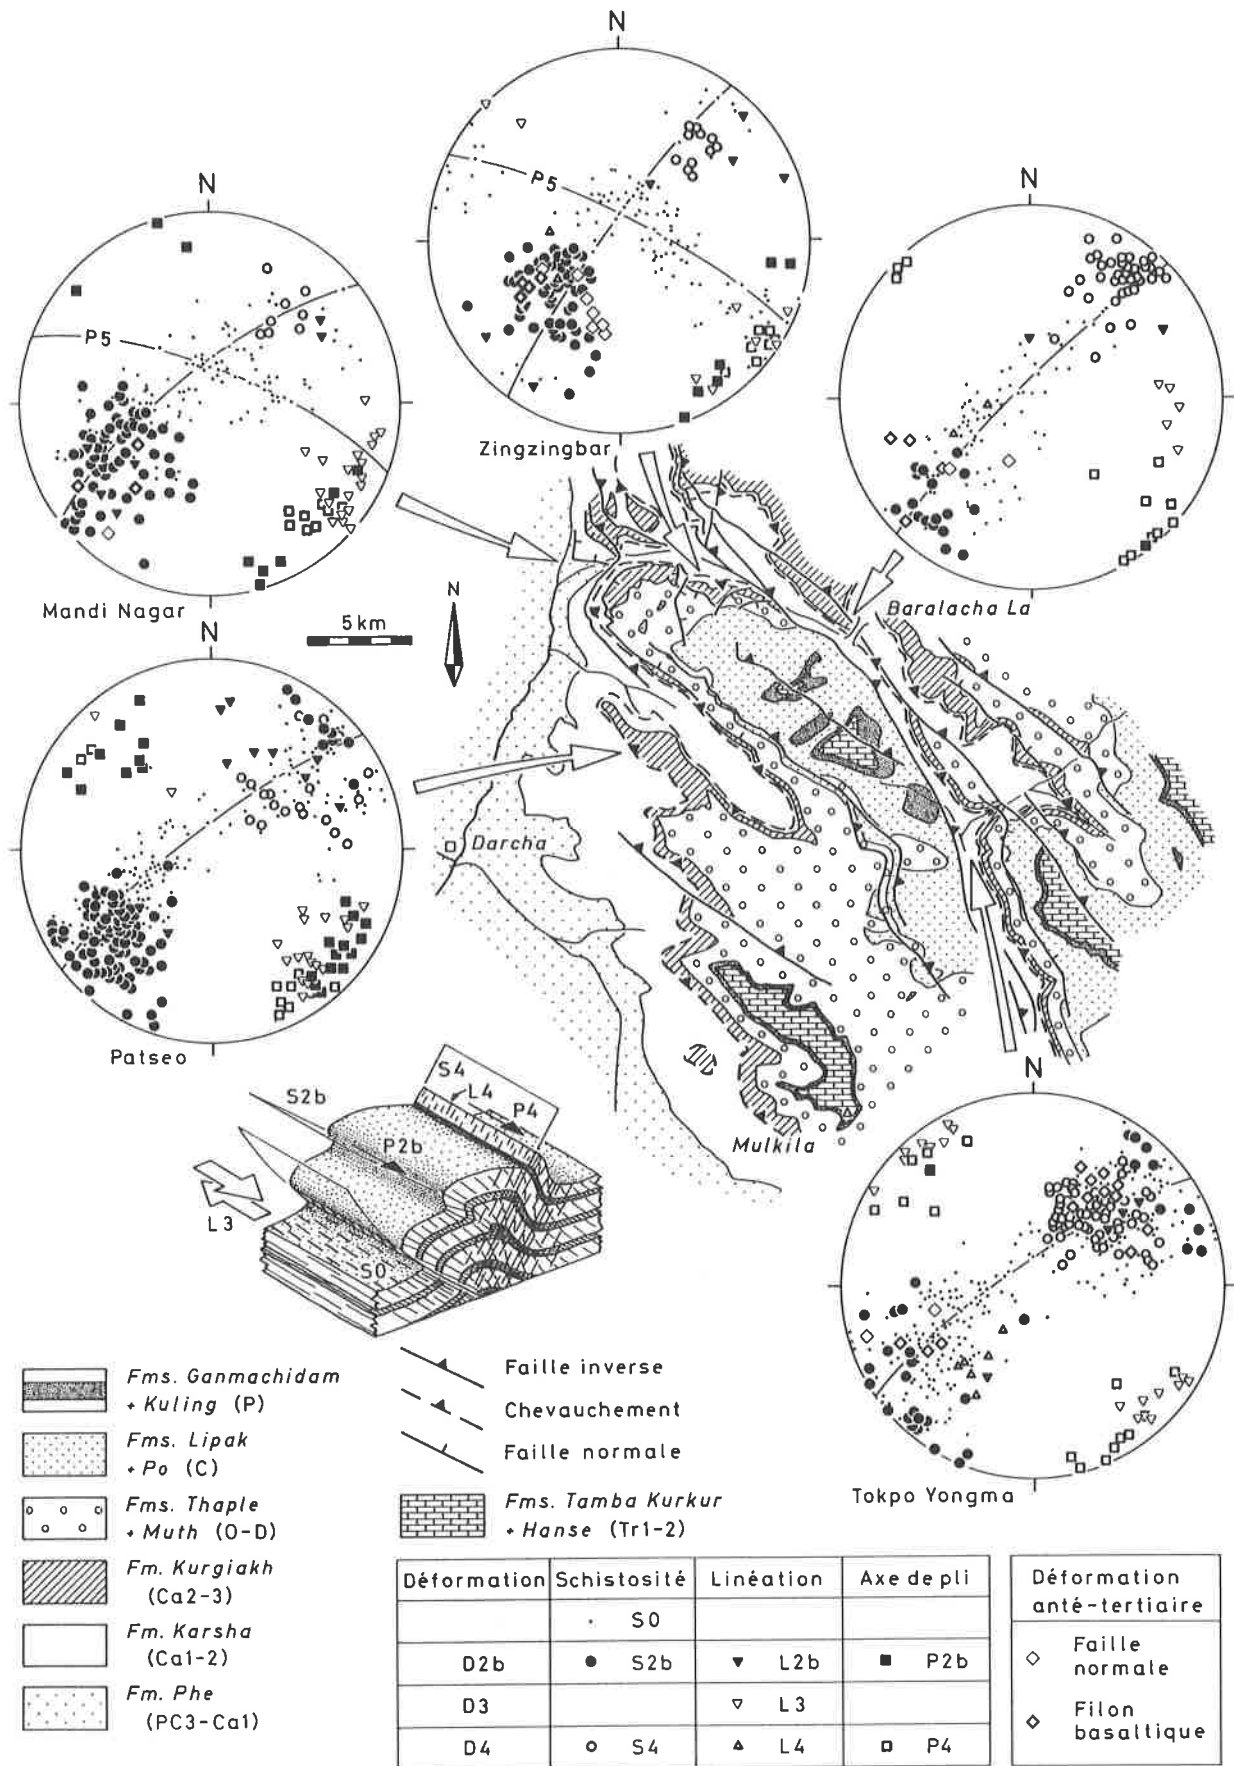 N
P5
Zingzingbar
N
P5
Mandi Nagar
N
Baralacha La
N
Patseo
5 km
N
Darcha
Mulkila
N
Tokpo Yongma
S4
L4
P4
S2b
P2b
L3
S0
Fms. Ganmachidam
+ Kuling (P)
Fms. Lipak
+ Po (C)
Fms. Thaple
+ Muth (O-D)
Fm. Kurgiakh
(Ca2-3)
Fm. Karsha
(Ca1-2)
Fm. Phe
(PC3-Ca1)
Faille inverse
Chevauchement
Faille normale
Fms. Tamba Kurkur
+ Hanse (Tr1-2)
Déformation Schistosité Linéation Axe de pli
S0
D2b S2b L2b P2b
D3 L3
D4 S4 L4 P4
Déformation
anté-tertiaire
Faille
normale
Filon
basaltique